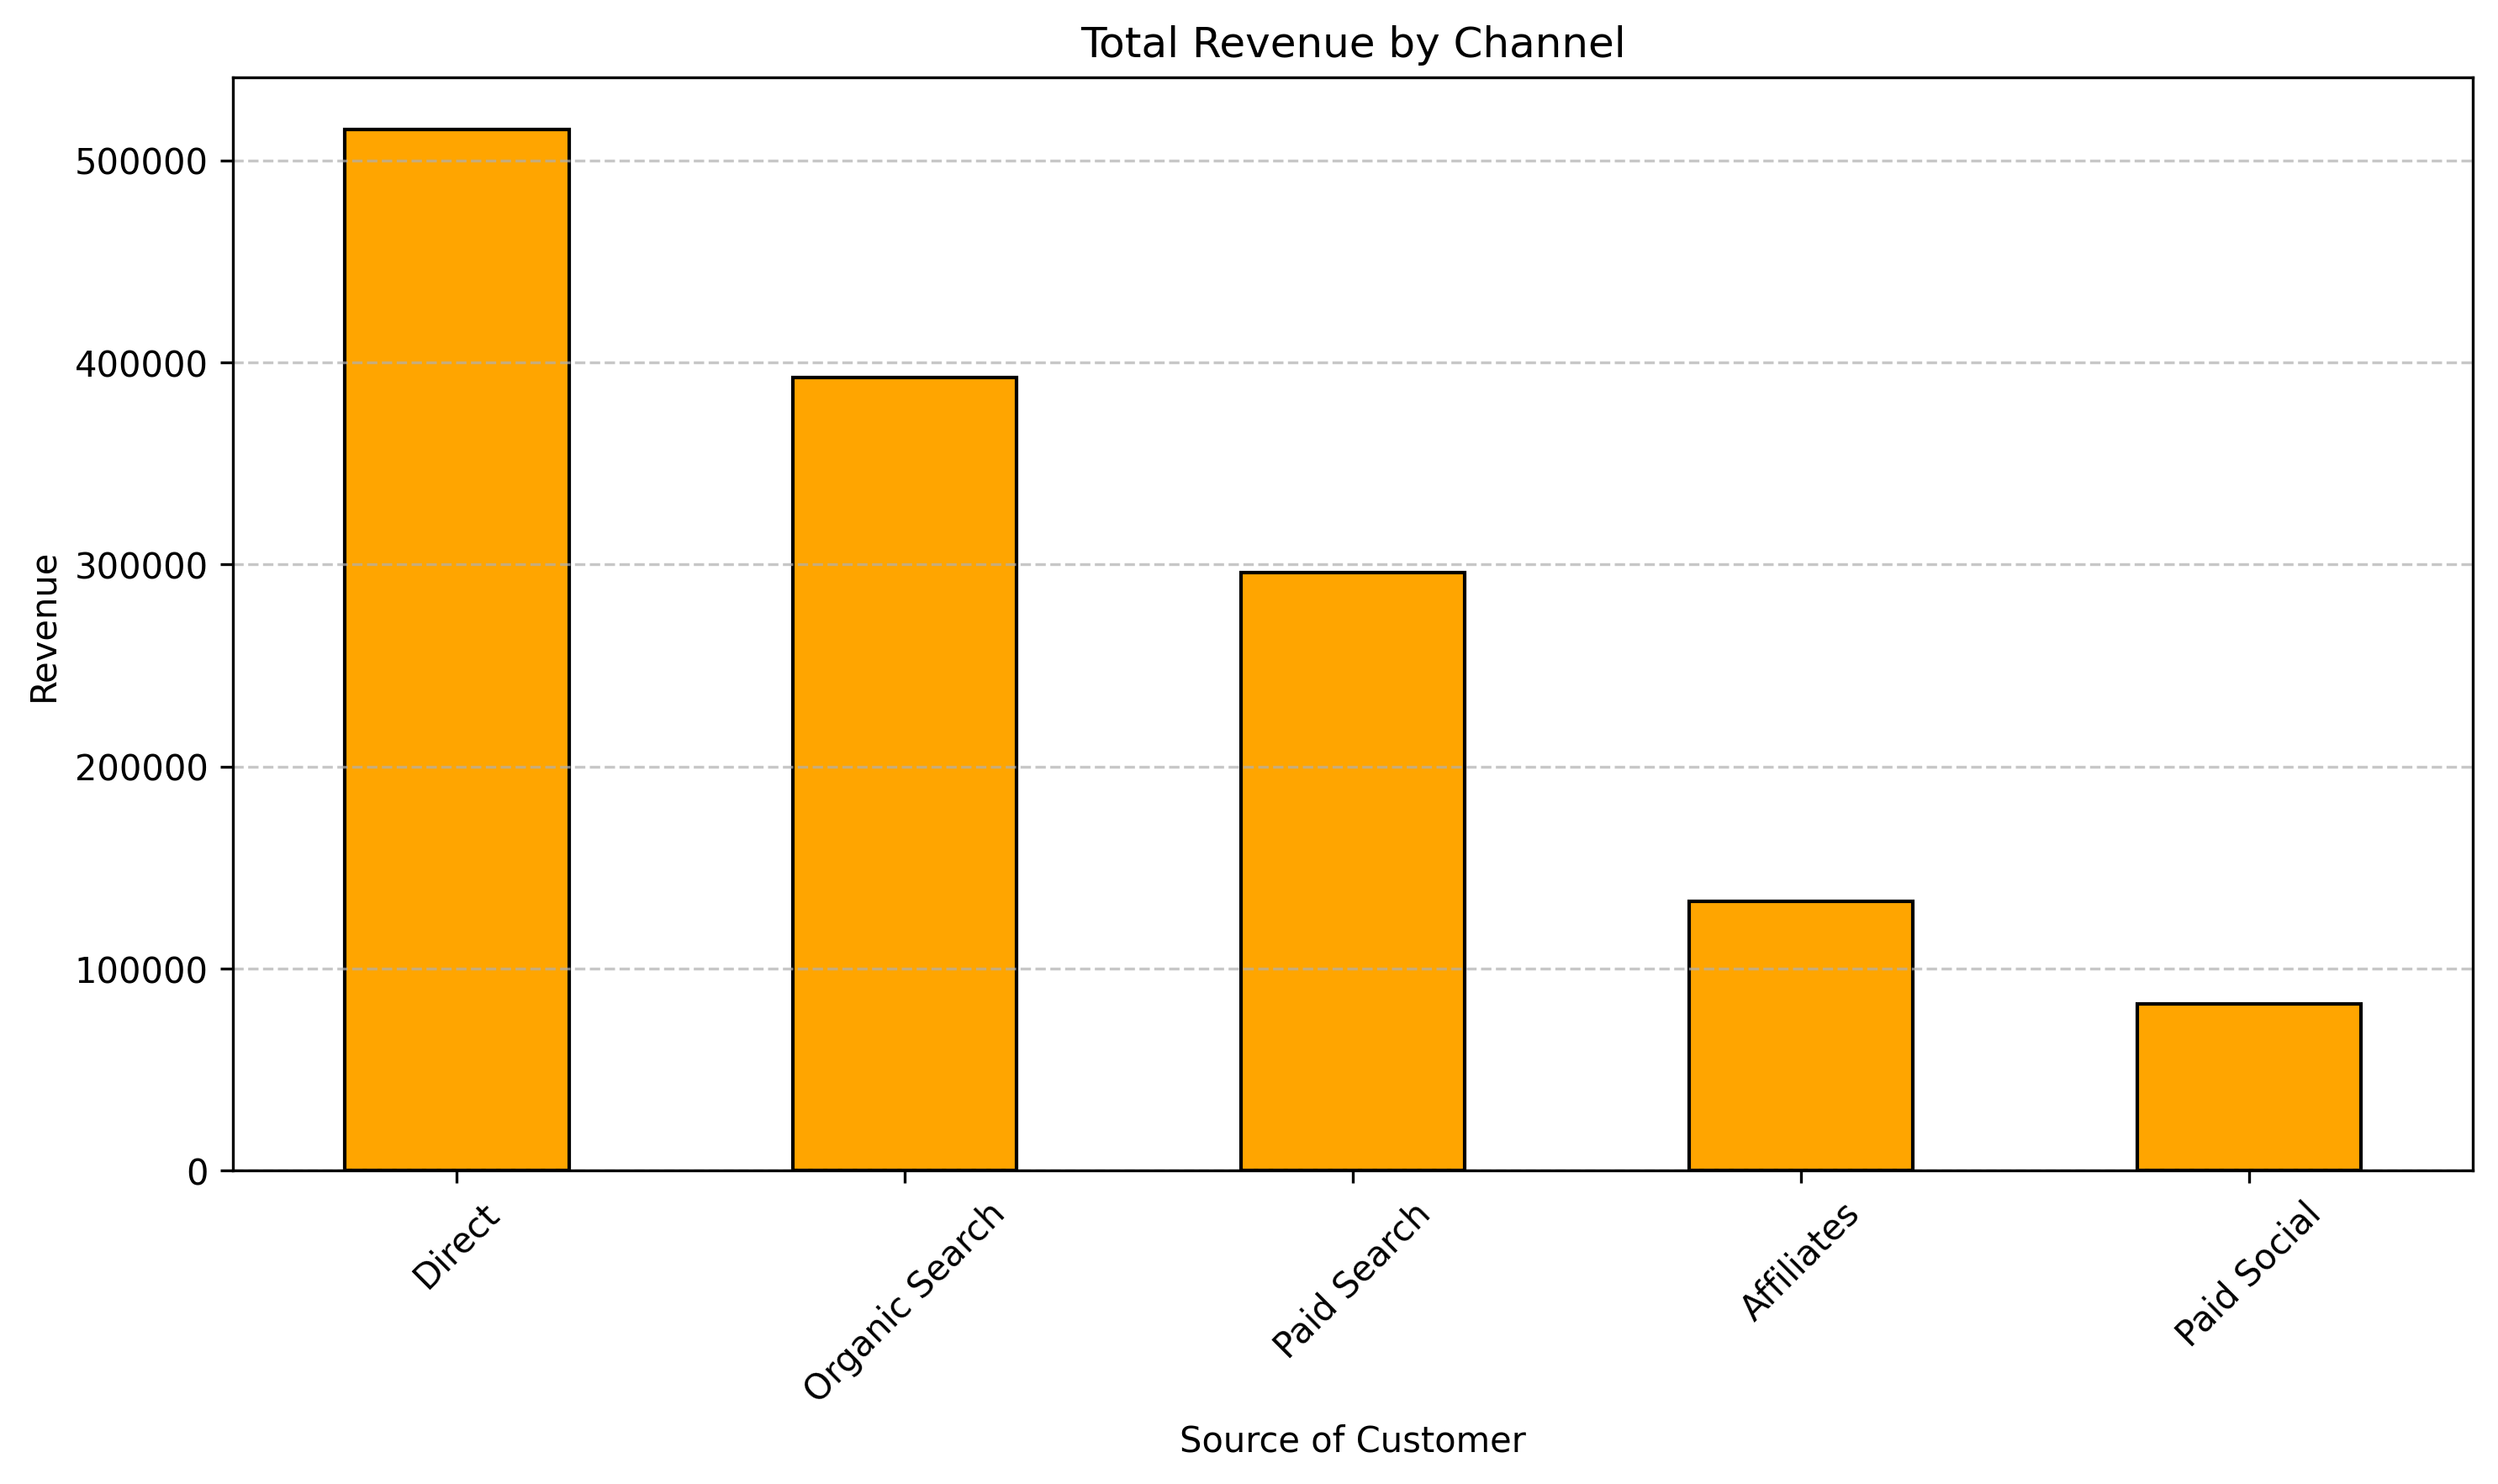 Total Revenue by Channel
Revenue
500000
400000
300000
200000
100000
0
Direct
Organic Search
Paid Search
Affiliates
Paid Social
Source of Customer